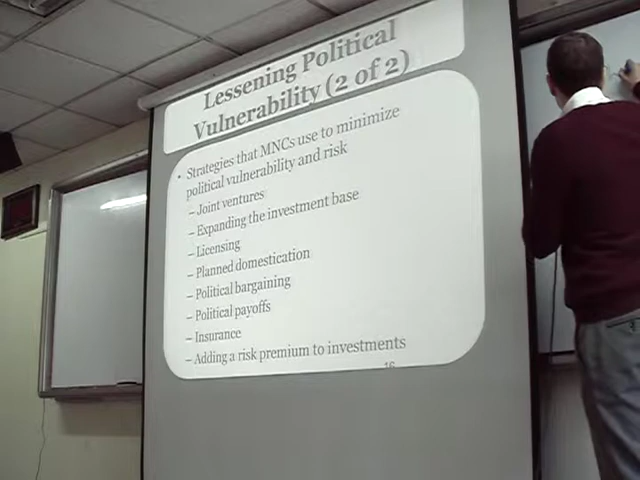 Lessening Political
Vulnerability (2 of 2)
• Strategies that MNCs use to minimize
political vulnerability and risk
– Joint ventures
– Expanding the investment base
– Licensing
– Planned domestication
– Political bargaining
– Political payoffs
– Insurance
– Adding a risk premium to investments
16